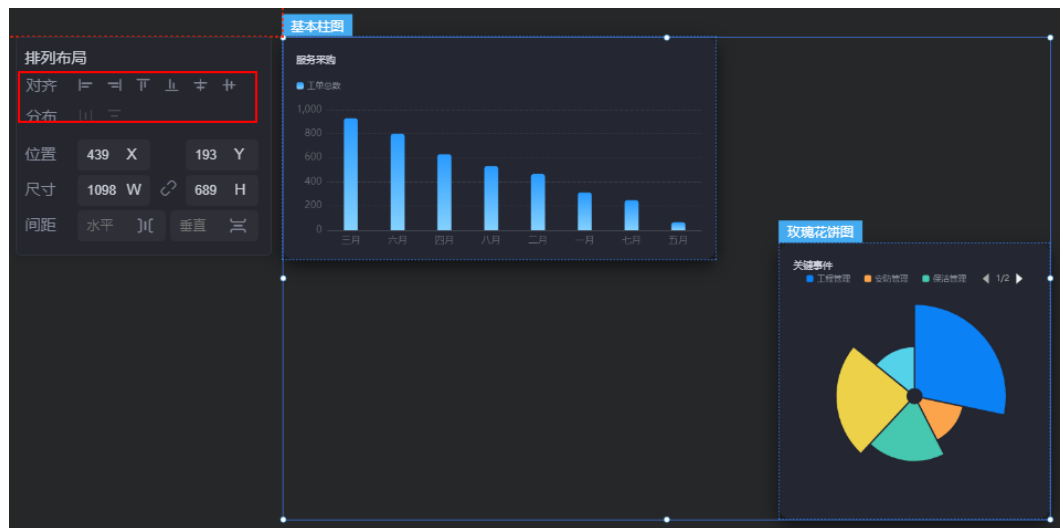 基本柱图
排列布局
对齐
分布
位置 439 X 193 Y
尺寸 1098 W 689 H
间距 水平 垂直
服务采购
工单总数
1,000
800
600
400
200
0
三月 六月 四月 八月 二月 一月 七月 五月
玫瑰花饼图
关键事件
工程管理 安防管理 保洁管理 1/2